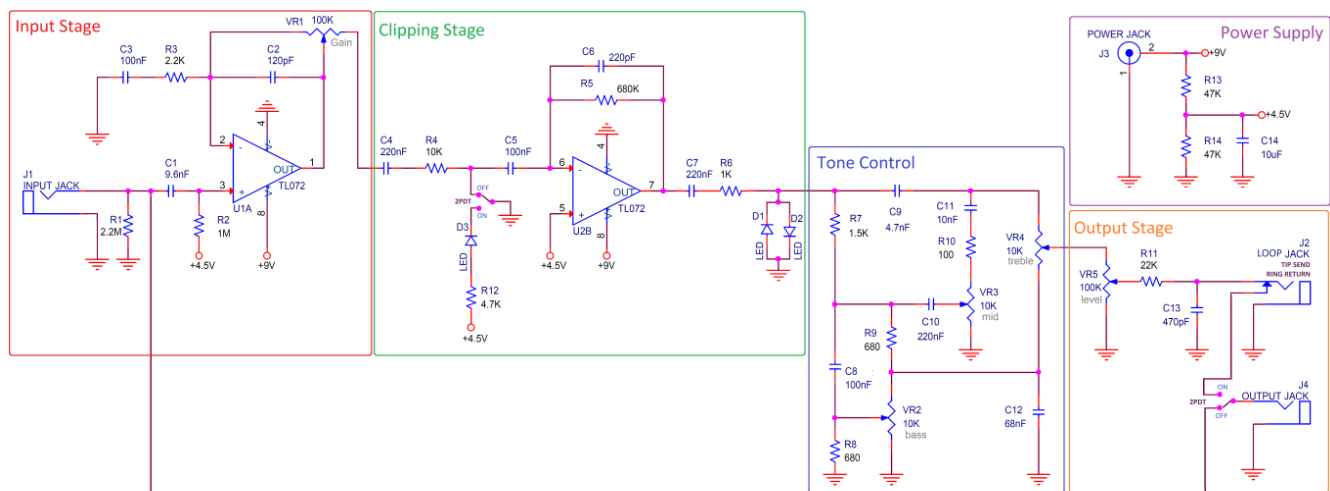 Input Stage
VR1
100K
Gain
C3
100nF
R3
2.2K
C2
120pF
4
V-
2
-
OUT
1
TL072
3
+
V+
8
U1A
J1
INPUT JACK
C1
9.6nF
R1
2.2M
R2
1M
+4.5V
+9V
Clipping Stage
C6
220pF
R5
680K
C4
220nF
R4
10K
C5
100nF
4
V-
6
-
OUT
7
TL072
5
+
V+
8
U2B
+4.5V
+9V
OFF
2PDT
ON
D3
LED
R12
4.7K
+4.5V
C7
220nF
R6
1K
D1
LED
D2
LED
Tone Control
R7
1.5K
C9
4.7nF
C11
10nF
R10
100
VR4
10K
treble
VR3
10K
mid
C10
220nF
R9
680
C8
100nF
VR2
10K
bass
R8
680
C12
68nF
Power Supply
POWER JACK
J3
2
1
+9V
R13
47K
+4.5V
R14
47K
C14
10uF
Output Stage
J2
LOOP JACK
TIP SEND
RING RETURN
R11
22K
VR5
100K
level
C13
470pF
ON
2PDT
OFF
J4
OUTPUT JACK